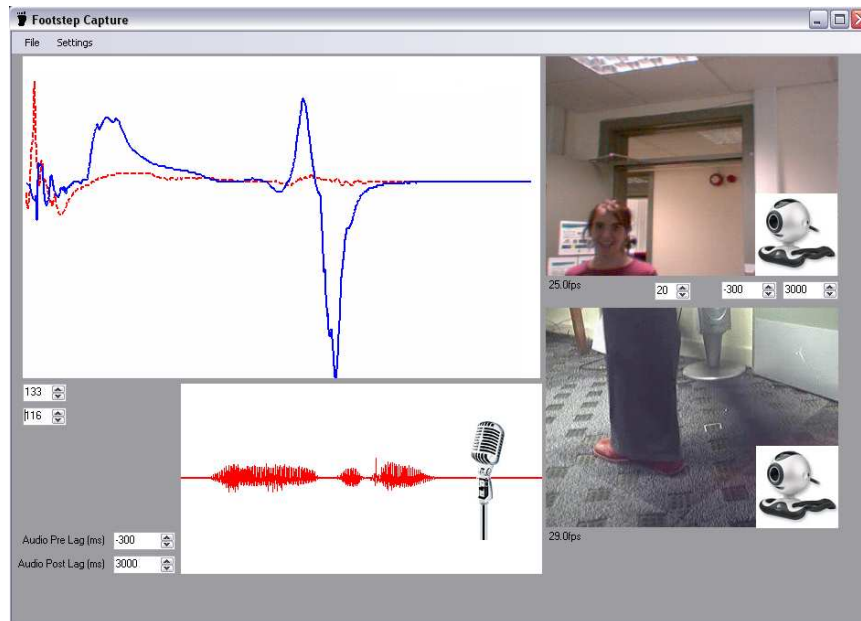 Footstep Capture
File Settings
25.0fps
20 -300 3000
133
116
29.0fps
Audio Pre Lag (ms) -300
Audio Post Lag (ms) 3000